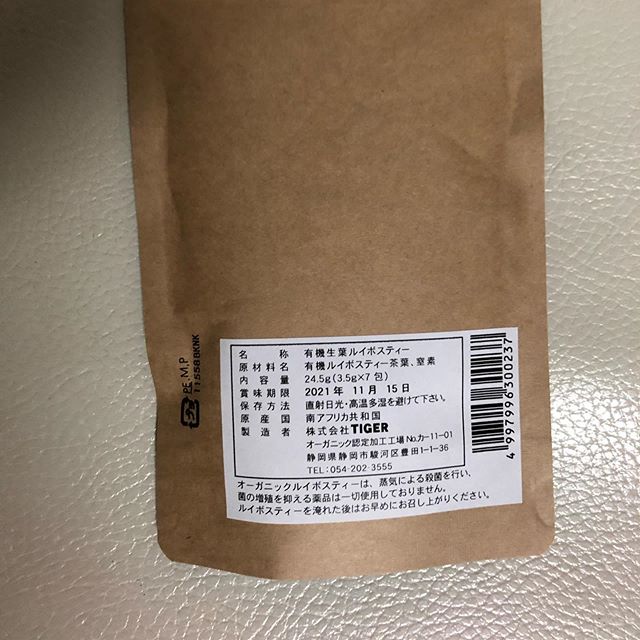 名 称 有機生葉ルイボスティー
原材料名 有機ルイボスティー茶葉、窒素
内 容 量 24.5g(3.5g×7包)
賞味期限 2021年 11月 15日
保存方法 直射日光・高温多湿を避けて下さい。
原 産 国 南アフリカ共和国
製 造 者 株式会社TIGER
オーガニック認定加工工場No.カ-11-01
静岡県静岡市駿河区豊田1-1-36
TEL:054-202-3555
オーガニックルイボスティーは、蒸気による殺菌を行い、
菌の増殖を抑える薬品は一切使用しておりません。
ルイボスティーを淹れた後はお早めにお召し上がりください。
4997996300237
PE,M,P
11558BKNK